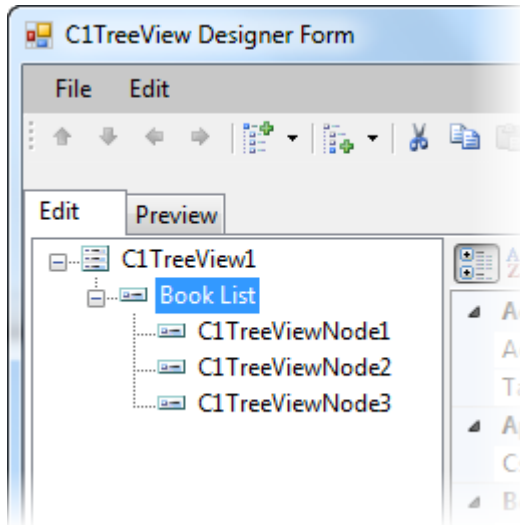 C1TreeView Designer Form
File Edit
Edit Preview
C1TreeView1
Book List
C1TreeViewNode1
C1TreeViewNode2
C1TreeViewNode3